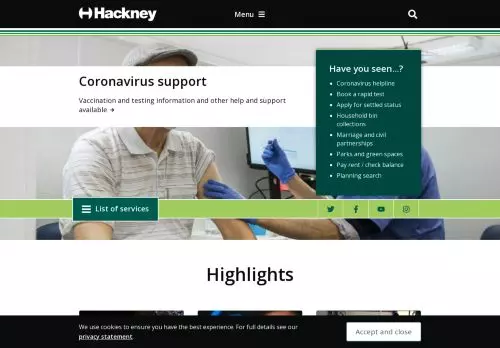 Hackney
Menu
Coronavirus support
Vaccination and testing information and other help and support
available →
Have you seen...?
Coronavirus helpline
Book a rapid test
Apply for settled status
Household bin
collections
Marriage and civil
partnerships
Parks and green spaces
Pay rent / check balance
Planning search
List of services
Highlights
We use cookies to ensure you have the best experience. For full details see our
privacy statement.
Accept and close